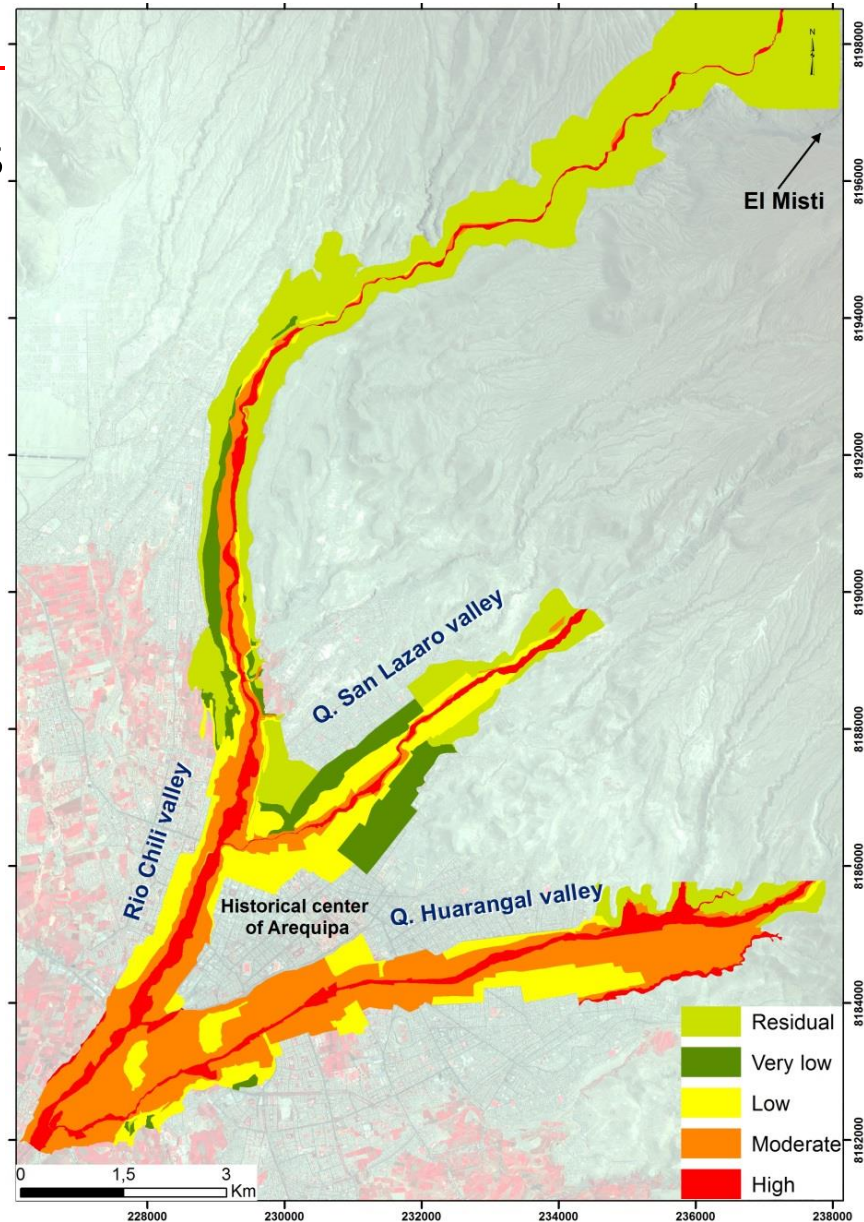 N
8198000
8196000
8194000
8192000
8190000
8188000
8186000
8184000
8182000
El Misti
Q. San Lazaro valley
Rio Chili valley
Historical center
of Arequipa
Q. Huarangal valley
Residual
Very low
Low
Moderate
High
0 1,5 3
Km
228000 230000 232000 234000 236000 238000